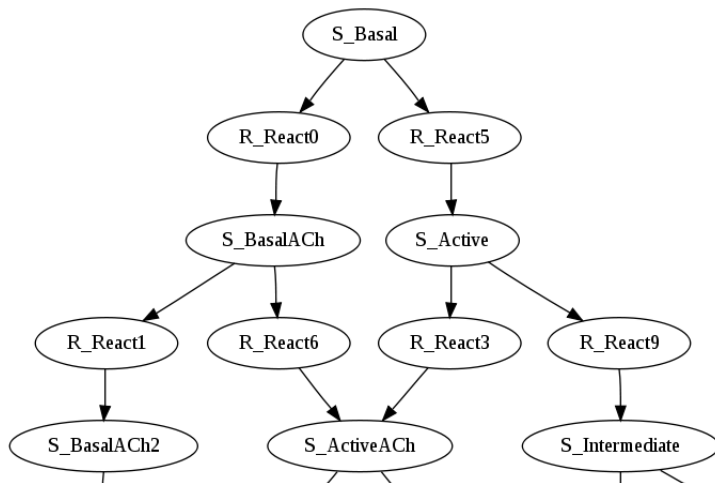 S_Basal
R_React0
R_React5
S_BasalACh
S_Active
R_React1
R_React6
R_React3
R_React9
S_BasalACh2
S_ActiveACh
S_Intermediate